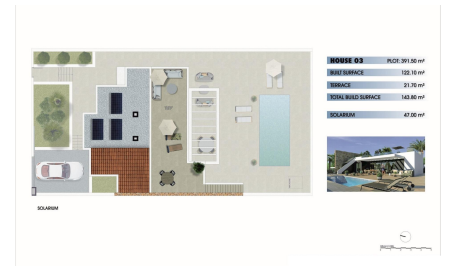 HOUSE 03 PLOT: 391.50 m²
BUILT SURFACE 122.10 m²
TERRACE 21.70 m²
TOTAL BUILD SURFACE 143.80 m²
SOLARIUM 47.00 m²
SOLARIUM